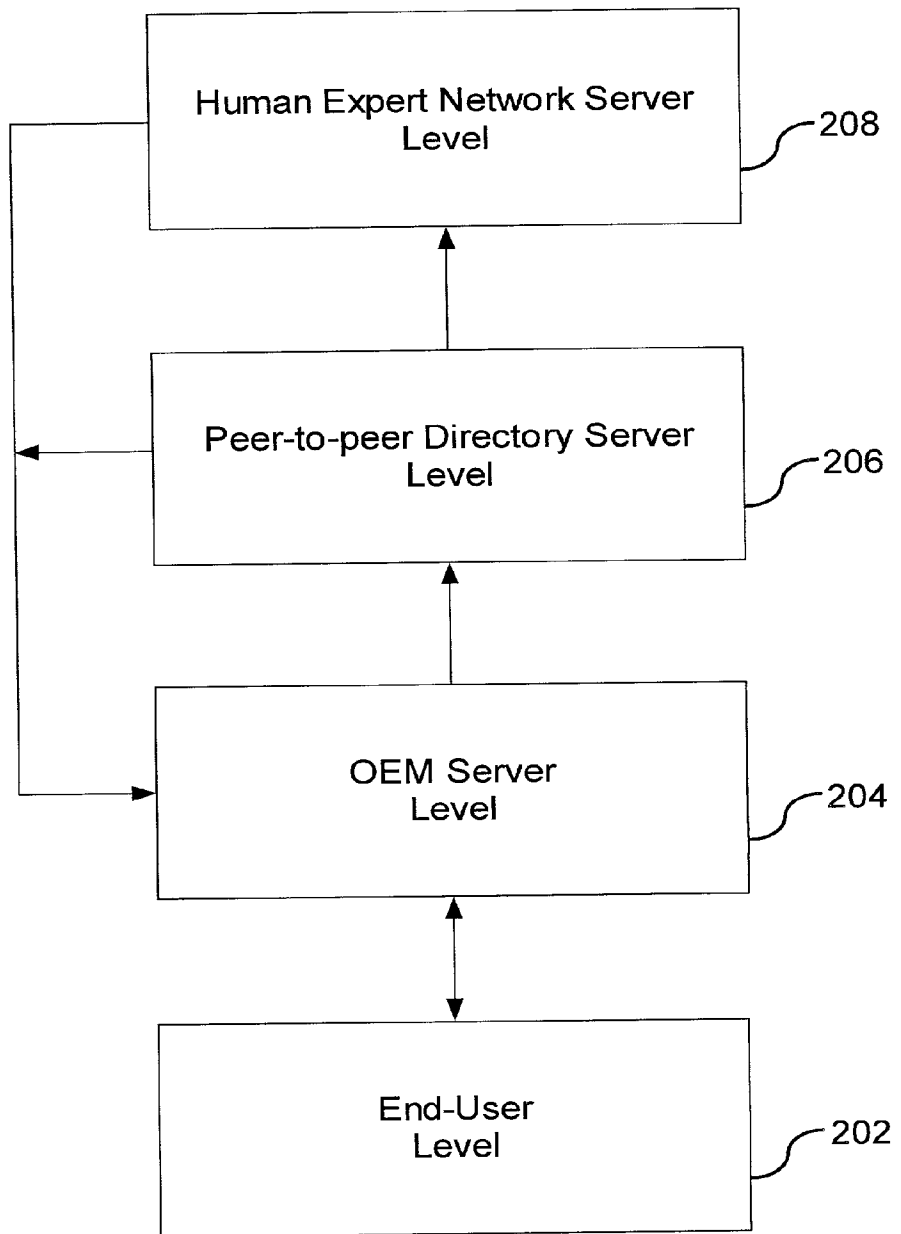 Human Expert Network Server
Level
208
Peer-to-peer Directory Server
Level
206
OEM Server
Level
204
End-User
Level
202